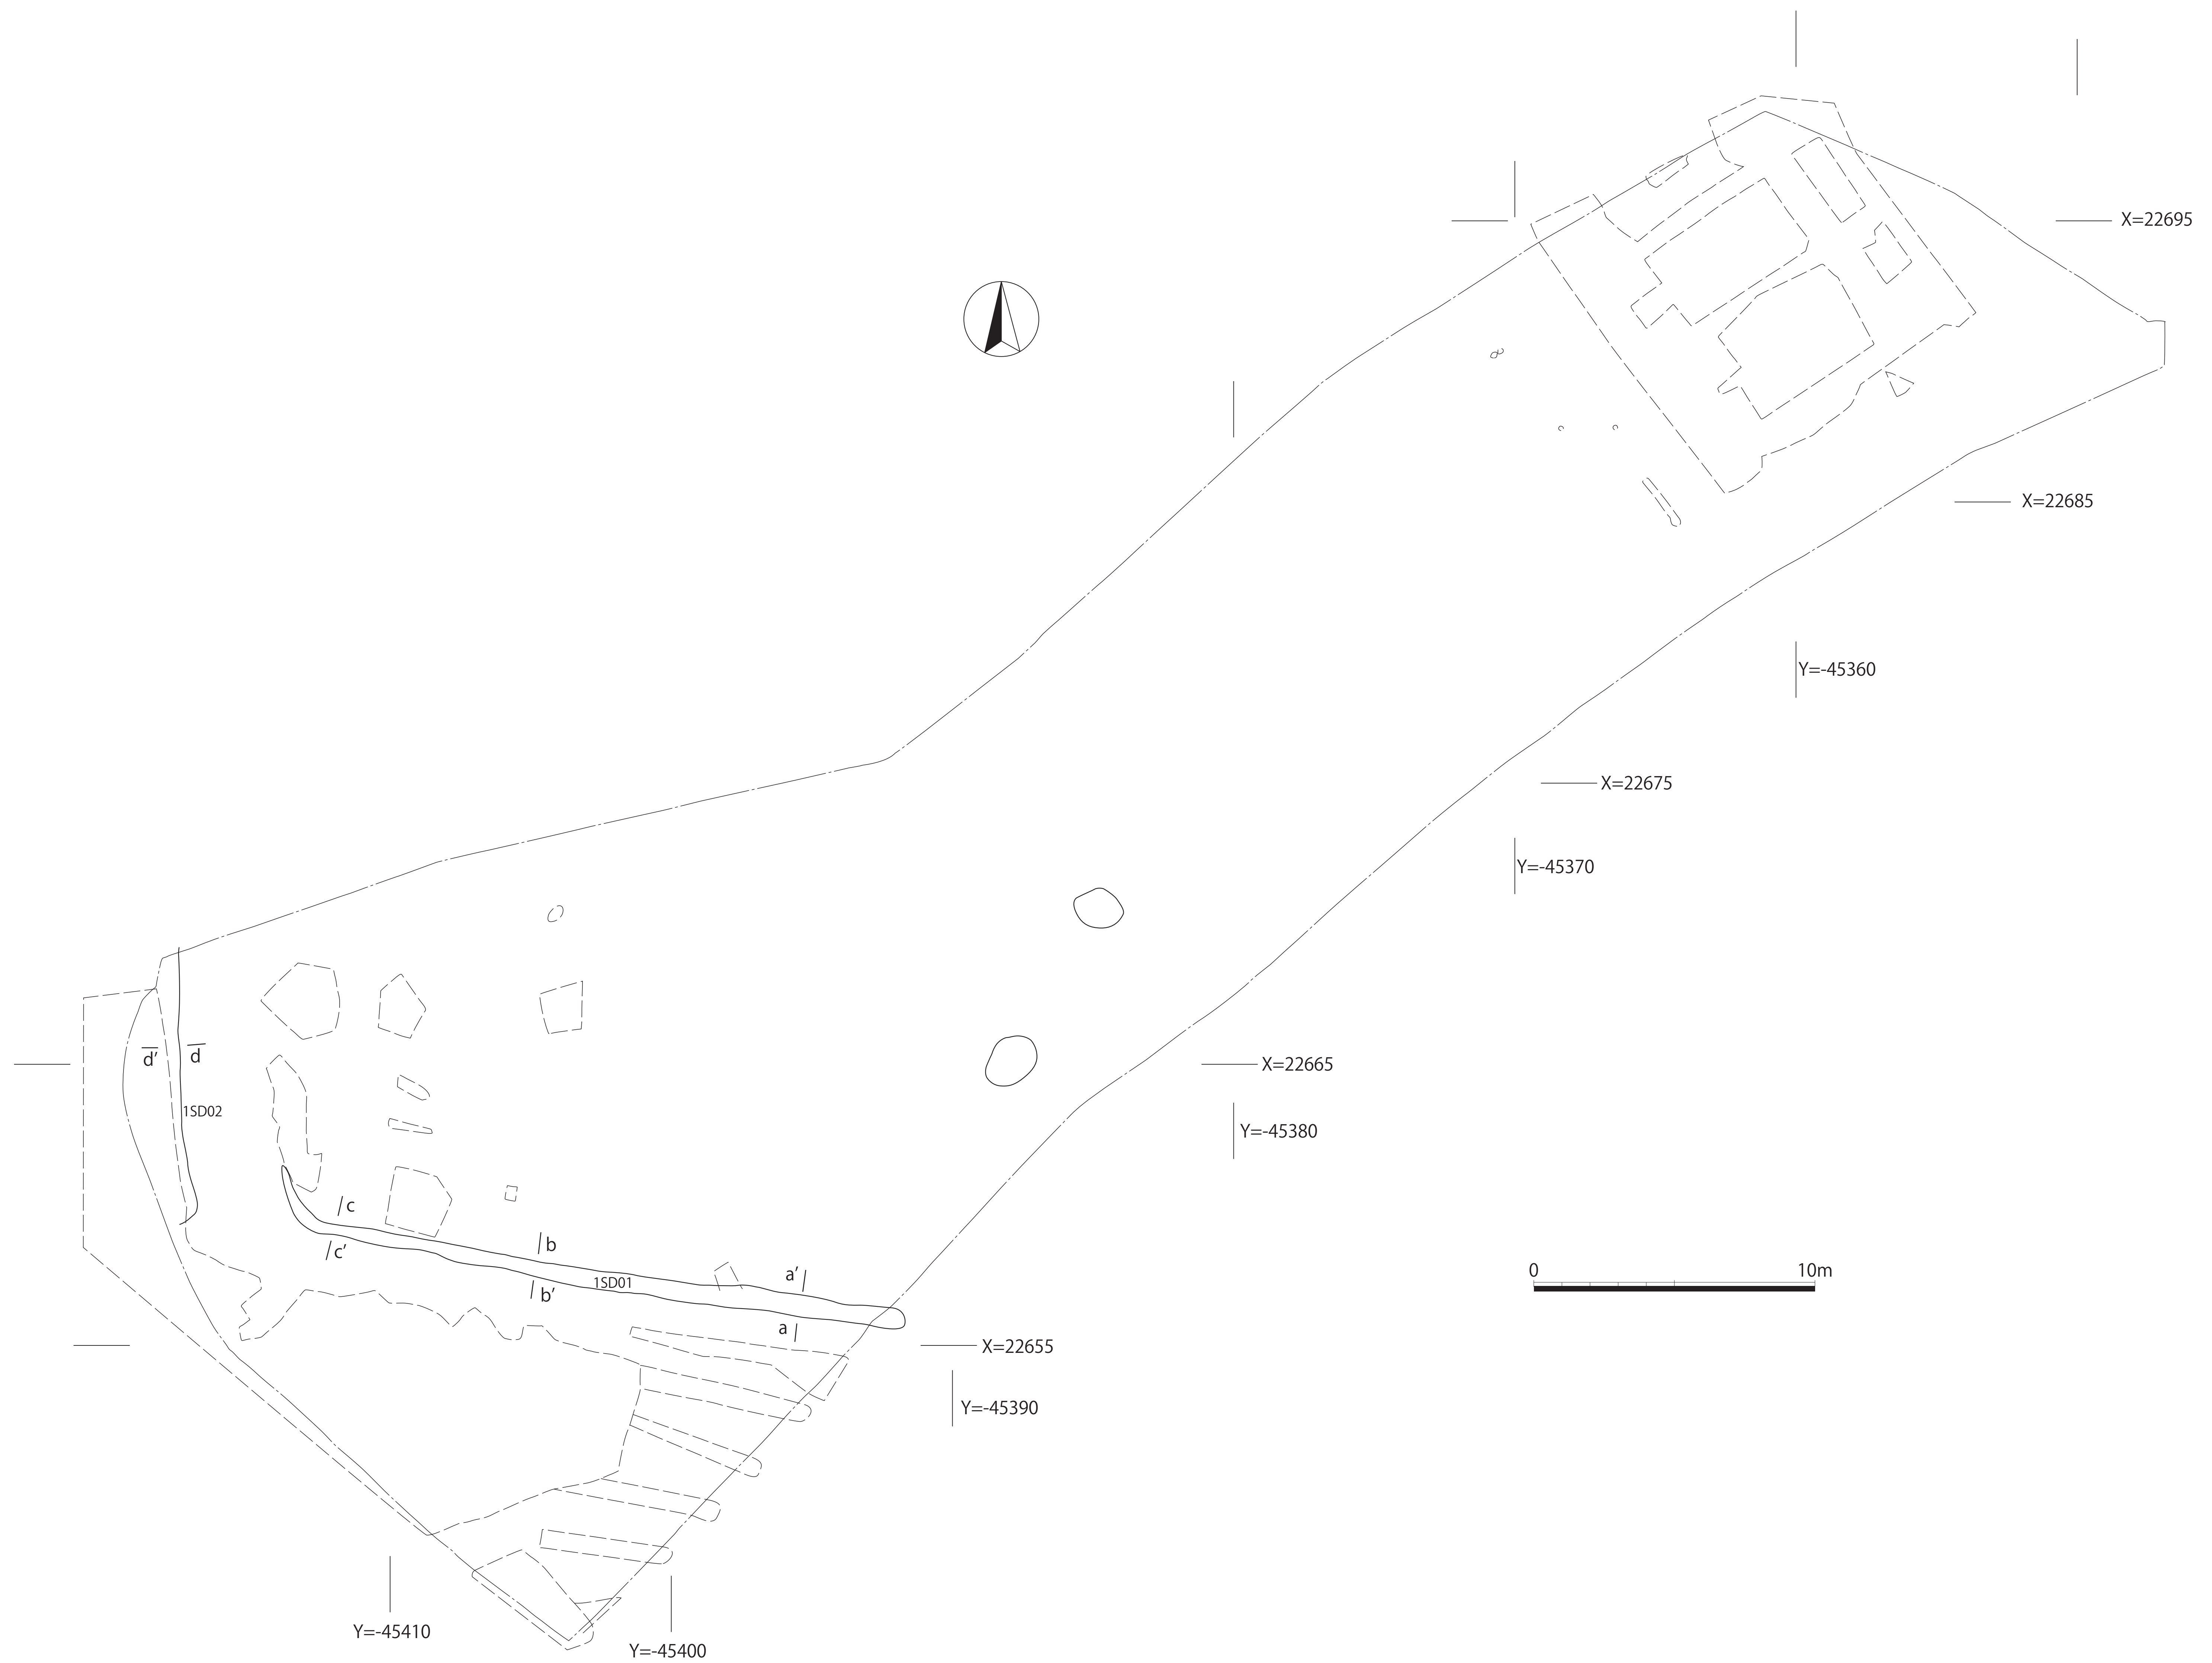 X=22695
X=22685
Y=-45360
X=22675
Y=-45370
d'
d
X=22665
1SD02
Y=-45380
c
c'
b
1SD01
b'
a'
a
0 10m
X=22655
Y=-45390
Y=-45410
Y=-45400